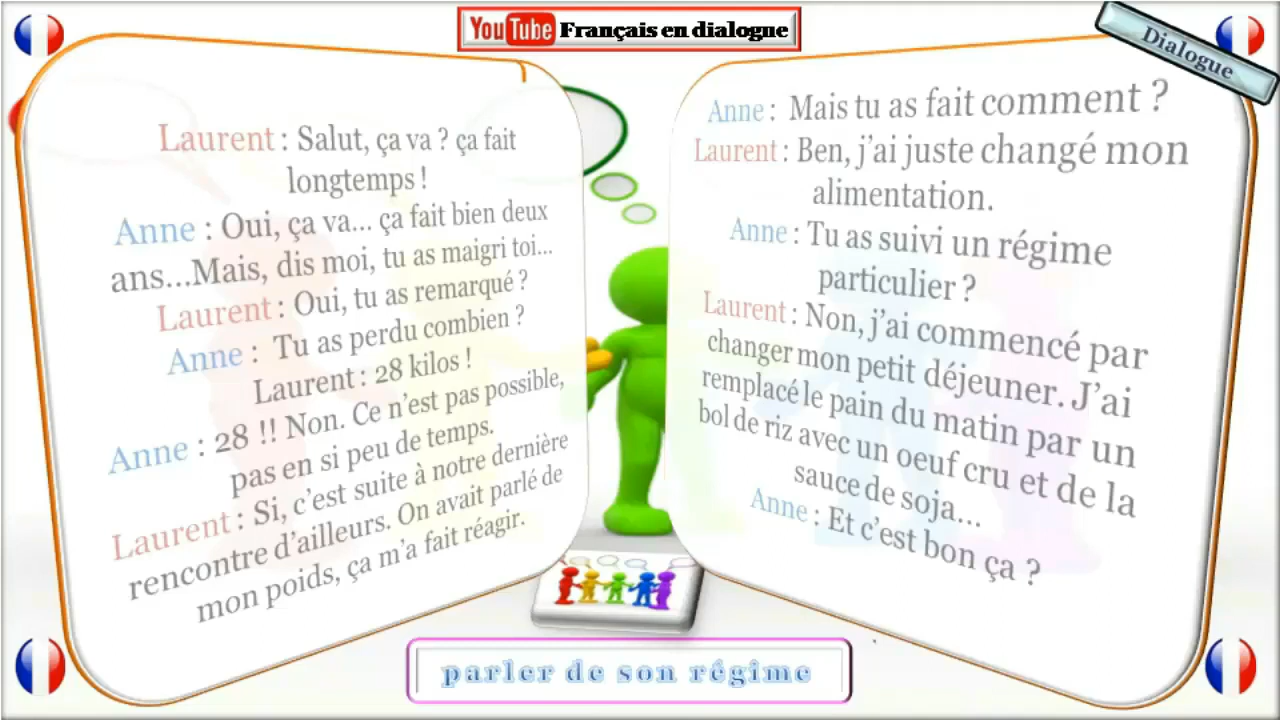 YouTube Français en dialogue
Dialogue
Laurent : Salut, ça va ? ça fait
longtemps !
Anne : Oui, ça va... ça fait bien deux
ans...Mais, dis moi, tu as maigri toi...
Laurent : Oui, tu as remarqué ?
Anne : Tu as perdu combien ?
Laurent : 28 kilos !
Anne : 28 !! Non. Ce n'est pas possible,
pas en si peu de temps.
Laurent : Si, c'est suite à notre dernière
rencontre d'ailleurs. On avait parlé de
mon poids, ça m'a fait réagir.
Anne : Mais tu as fait comment ?
Laurent : Ben, j'ai juste changé mon
alimentation.
Anne : Tu as suivi un régime
particulier ?
Laurent : Non, j'ai commencé par
changer mon petit déjeuner. J'ai
remplacé le pain du matin par un
bol de riz avec un oeuf cru et de la
sauce de soja...
Anne : Et c'est bon ça ?
parler de son régime